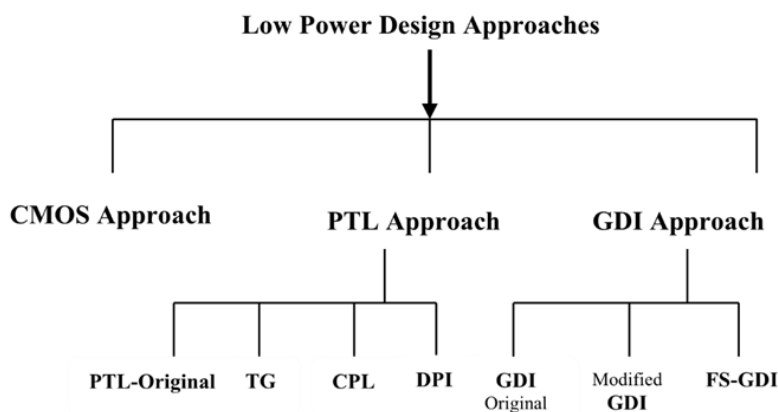 Low Power Design Approaches
CMOS Approach
PTL Approach
GDI Approach
PTL-Original
TG
CPL
DPI
GDI
Original
Modified
GDI
FS-GDI